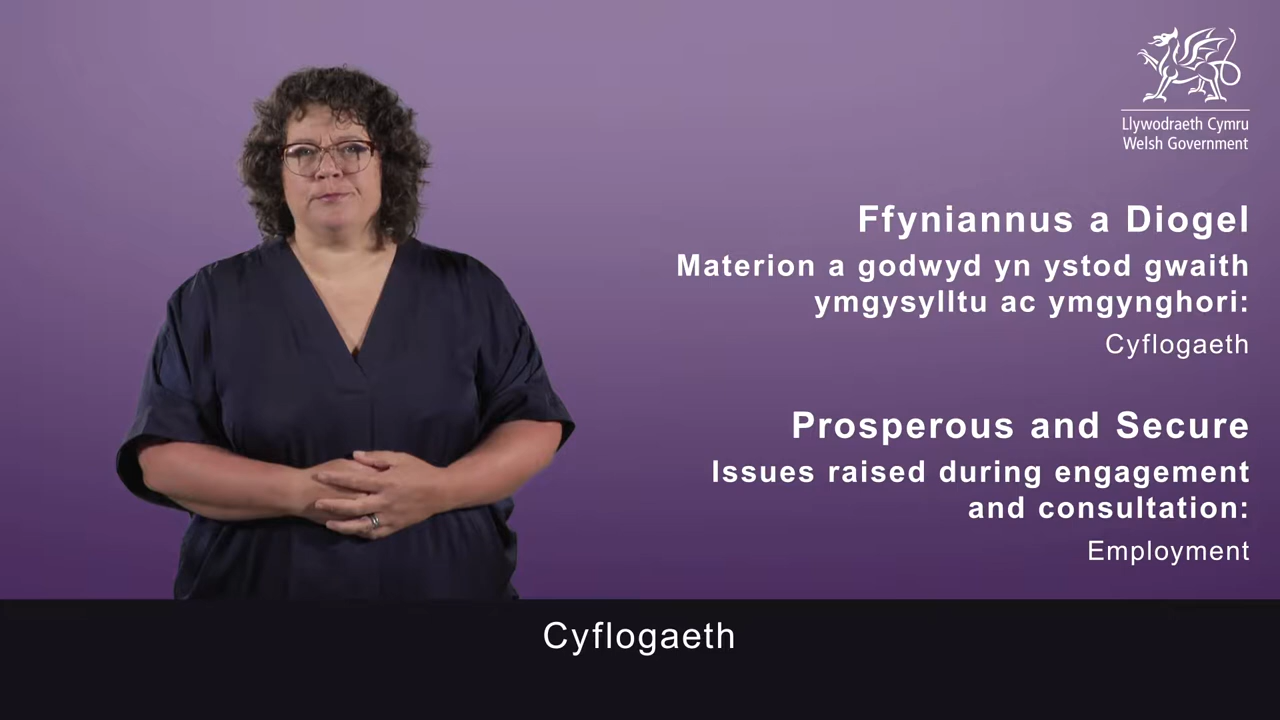 Llywodraeth Cymru
Welsh Government
Ffyniannus a Diogel
Materion a godwyd yn ystod gwaith
ymgysylltu ac ymgynghori:
Cyflogaeth
Prosperous and Secure
Issues raised during engagement
and consultation:
Employment
Cyflogaeth